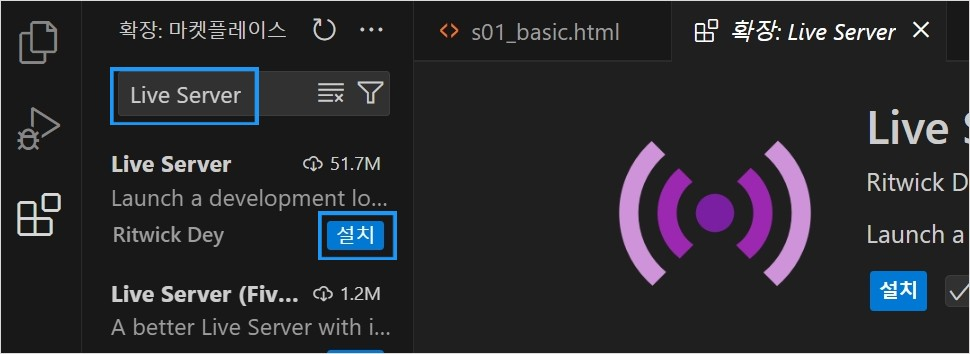 확장: 마켓플레이스
Live Server
Live Server 51.7M
Launch a development lo...
Ritwick Dey 설치
Live Server (Fiv... 1.2M
A better Live Server with i...
s01_basic.html 확장: Live Server
Live S
Ritwick D
Launch a
설치